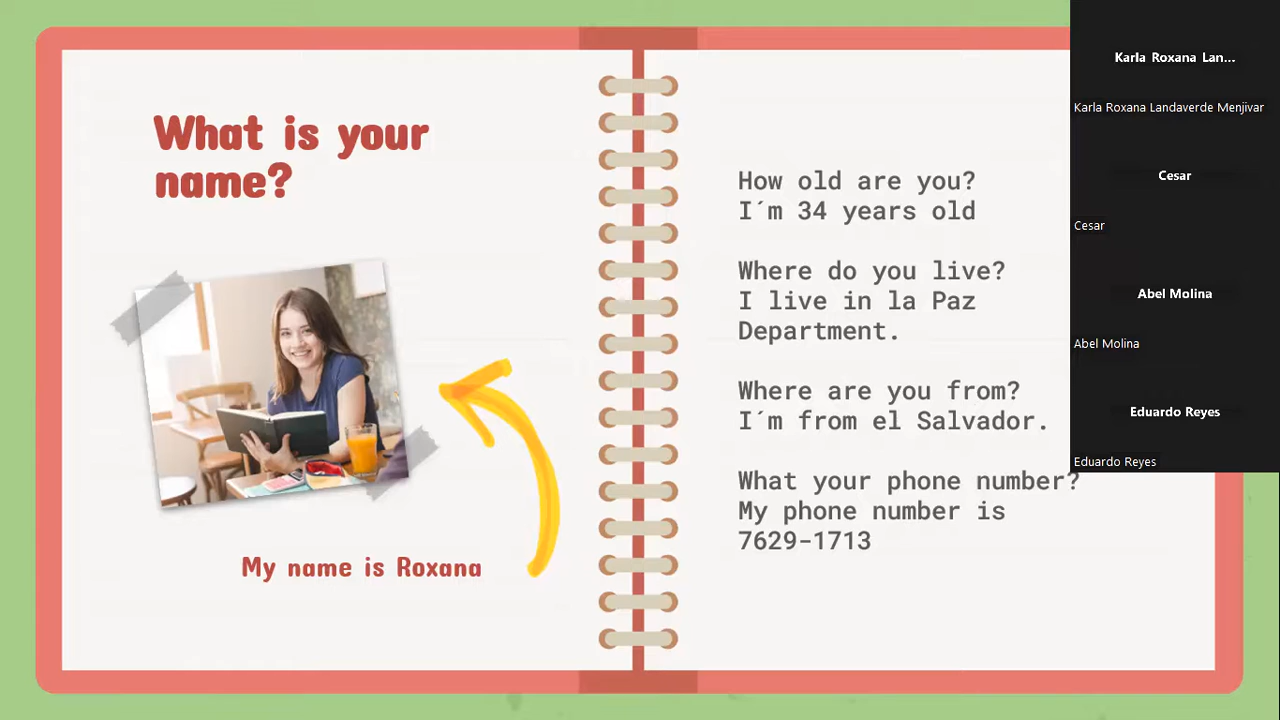 What is your
name?
My name is Roxana
How old are you?
I´m 34 years old
Where do you live?
I live in la Paz
Department.
Where are you from?
I´m from el Salvador.
What your phone number?
My phone number is
7629-1713
Karla Roxana Lan...
Karla Roxana Landaverde Menjivar
Cesar
Cesar
Abel Molina
Abel Molina
Eduardo Reyes
Eduardo Reyes